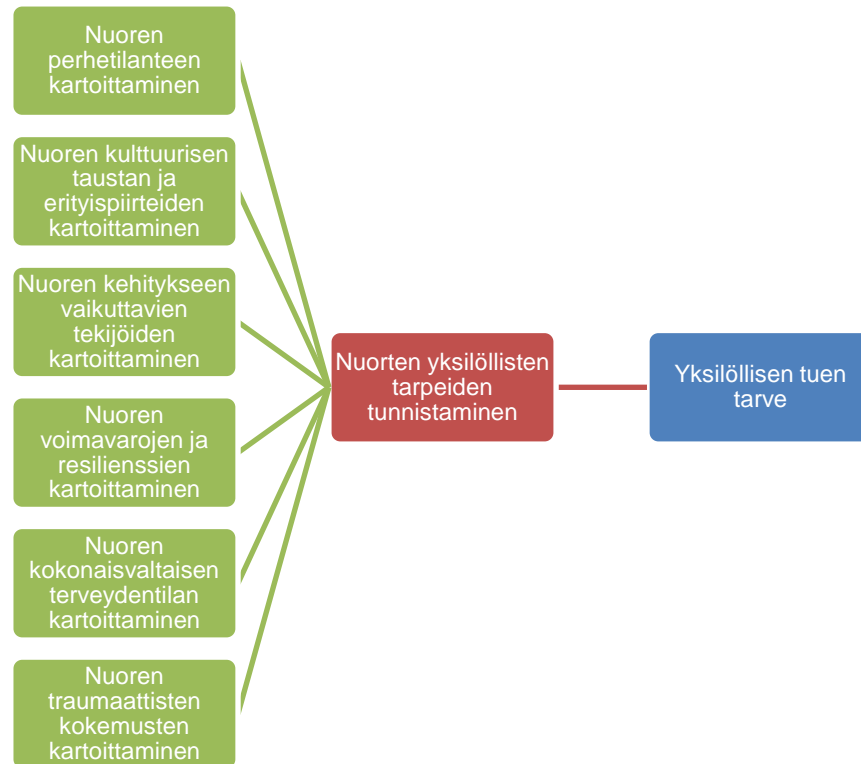 Nuoren
perhetilanteen
kartoittaminen
Nuoren kulttuurisen
taustan ja
erityispiirteiden
kartoittaminen
Nuoren kehitykseen
vaikuttavien
tekijöiden
kartoittaminen
Nuoren
voimavarojen ja
resilienssien
kartoittaminen
Nuoren
kokonaisvaltaisen
terveydentilan
kartoittaminen
Nuoren
traumaattisten
kokemusten
kartoittaminen
Nuorten yksilöllisten
tarpeiden
tunnistaminen
Yksilöllisen tuen
tarve